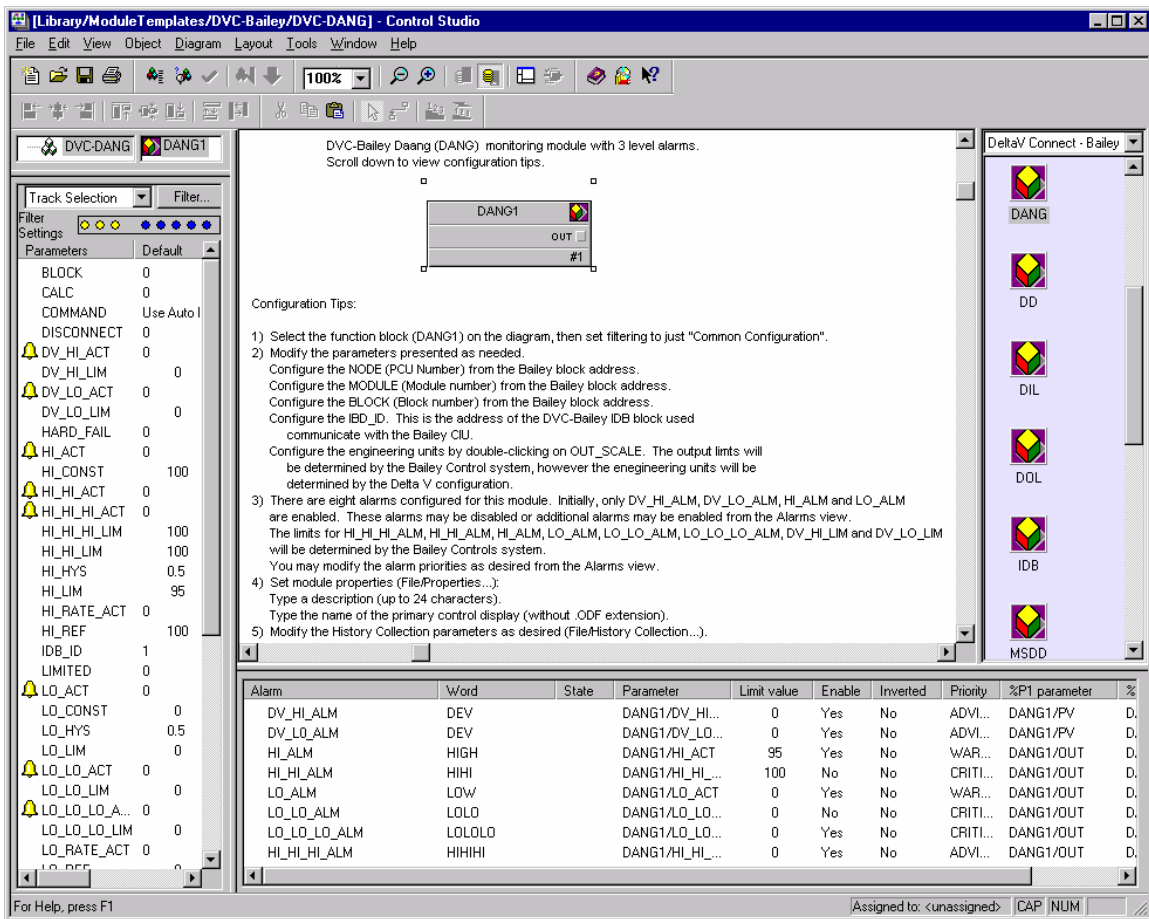 [Library/ModuleTemplates/DVC-Bailey/DVC-DANG] - Control Studio
File Edit View Object Diagram Layout Tools Window Help
100%
DVC-DANG DANG1
Track Selection Filter...
Filter
Settings
Parameters Default
BLOCK 0
CALC 0
COMMAND Use Auto I
DISCONNECT 0
DV_HI_ACT 0
DV_HI_LIM 0
DV_LO_ACT 0
DV_LO_LIM 0
HARD_FAIL 0
HI_ACT 0
HI_CONST 100
HI_HI_ACT 0
HI_HI_HI_ACT 0
HI_HI_HI_LIM 100
HI_HI_LIM 100
HI_HYS 0.5
HI_LIM 95
HI_RATE_ACT 0
HI_REF 100
IDB_ID 1
LIMITED 0
LO_ACT 0
LO_CONST 0
LO_HYS 0.5
LO_LIM 0
LO_LO_ACT 0
LO_LO_LIM 0
LO_LO_LO_A... 0
LO_LO_LO_LIM 0
LO_RATE_ACT 0
DVC-Bailey Daang (DANG) monitoring module with 3 level alarms.
Scroll down to view configuration tips.
DANG1
OUT
#1
Configuration Tips:
1) Select the function block (DANG1) on the diagram, then set filtering to just "Common Configuration".
2) Modify the parameters presented as needed.
Configure the NODE (PCU Number) from the Bailey block address.
Configure the MODULE (Module number) from the Bailey block address.
Configure the BLOCK (Block number) from the Bailey block address.
Configure the IBD_ID. This is the address of the DVC-Bailey IDB block used
communicate with the Bailey CIU.
Configure the engineering units by double-clicking on OUT_SCALE. The output limts will
be determined by the Bailey Control system, however the enegineering units will be
determined by the Delta V configuration.
3) There are eight alarms configured for this module. Initially, only DV_HI_ALM, DV_LO_ALM, HI_ALM and LO_ALM
are enabled. These alarms may be disabled or additional alarms may be enabled from the Alarms view.
The limits for HI_HI_HI_ALM, HI_HI_ALM, HI_ALM, LO_ALM, LO_LO_ALM, LO_LO_LO_ALM, DV_HI_LIM and DV_LO_LIM
will be determined by the Bailey Controls system.
You may modify the alarm priorities as desired from the Alarms view.
4) Set module properties (File/Properties...):
Type a description (up to 24 characters).
Type the name of the primary control display (without .ODF extension).
5) Modify the History Collection parameters as desired (File/History Collection...).
DeltaV Connect - Bailey
DANG
DD
DIL
DOL
IDB
MSDD
Alarm Word State Parameter Limit value Enable Inverted Priority %P1 parameter %
DV_HI_ALM DEV DANG1/DV_HI... 0 Yes No ADVI... DANG1/PV D.
DV_LO_ALM DEV DANG1/DV_LO... 0 Yes No ADVI... DANG1/PV D.
HI_ALM HIGH DANG1/HI_ACT 95 Yes No WAR... DANG1/OUT D.
HI_HI_ALM HIHI DANG1/HI_HI_... 100 No No CRITI... DANG1/OUT D.
LO_ALM LOW DANG1/LO_ACT 0 Yes No WAR... DANG1/OUT D.
LO_LO_ALM LOLO DANG1/LO_LO... 0 No No CRITI... DANG1/OUT D.
LO_LO_LO_ALM LOLOLO DANG1/LO_LO... 0 Yes No CRITI... DANG1/OUT D.
HI_HI_HI_ALM HIHIHI DANG1/HI_HI_... 0 Yes No ADVI... DANG1/OUT D.
For Help, press F1
Assigned to: <unassigned> CAP NUM